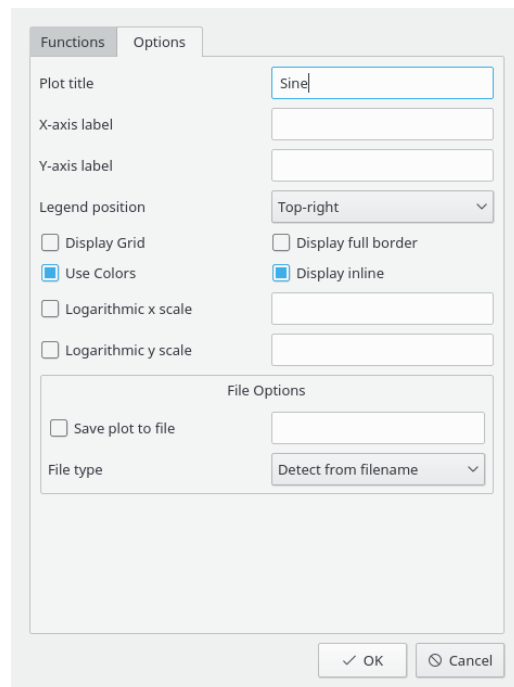 Functions Options
Plot title Sine
X-axis label
Y-axis label
Legend position Top-right
Display Grid Display full border
Use Colors Display inline
Logarithmic x scale
Logarithmic y scale
File Options
Save plot to file
File type Detect from filename
OK Cancel